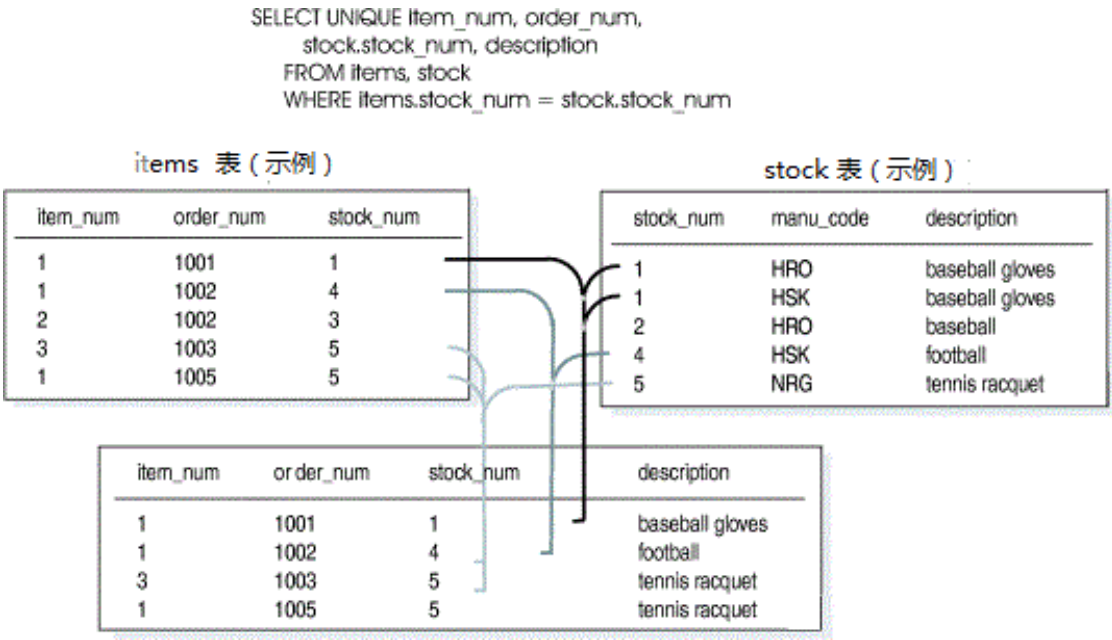 SELECT UNIQUE item_num, order_num,
stock.stock_num, description
FROM items, stock
WHERE items.stock_num = stock.stock_num
items 表 ( 示例 )
stock 表 ( 示例 )
item_num order_num stock_num
1 1001 1
1 1002 4
2 1002 3
3 1003 5
1 1005 5
stock_num manu_code description
1 HRO baseball gloves
1 HSK baseball gloves
2 HRO baseball
4 HSK football
5 NRG tennis racquet
item_num or der_num stock_num description
1 1001 1 baseball gloves
1 1002 4 football
3 1003 5 tennis racquet
1 1005 5 tennis racquet